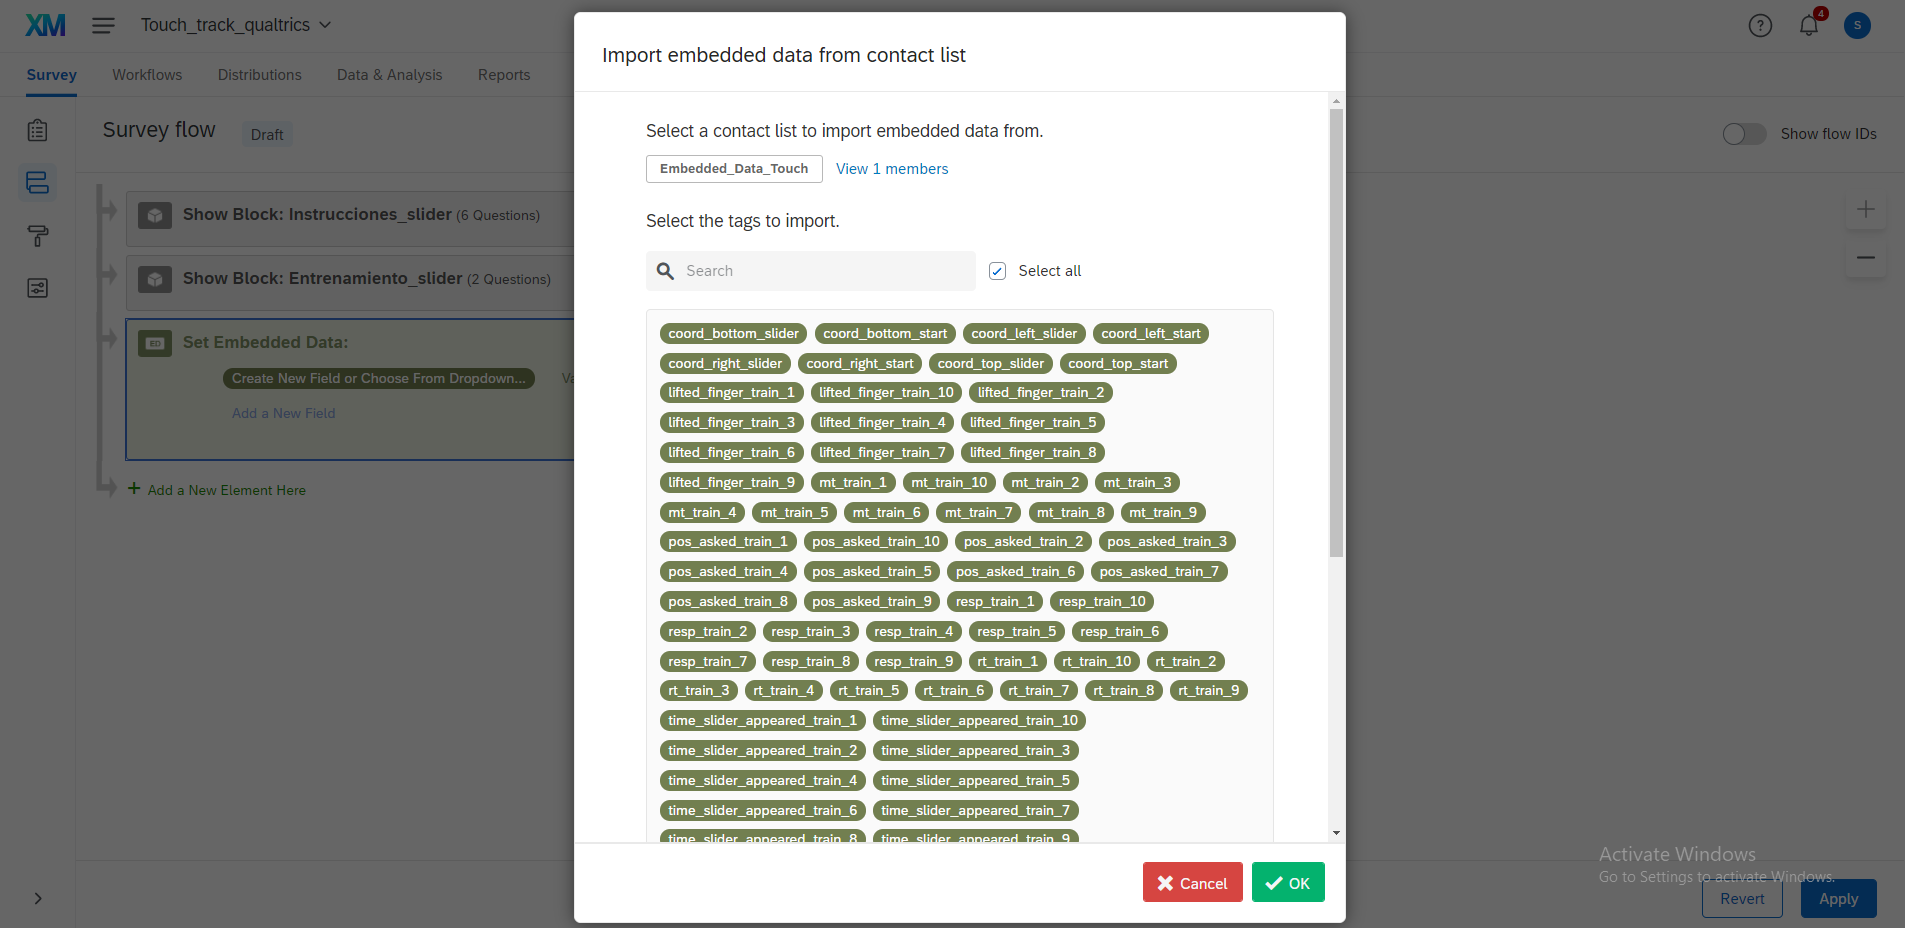 XM
Touch_track_qualtrics
?
4
S
Survey
Workflows
Distributions
Data & Analysis
Reports
Survey flow
Draft
Show flow IDs
Show Block: Instrucciones_slider (6 Questions)
Show Block: Entrenamiento_slider (2 Questions)
ED
Set Embedded Data:
Create New Field or Choose From Dropdown...
Add a New Field
Add a New Element Here
Import embedded data from contact list
Select a contact list to import embedded data from.
Embedded_Data_Touch
View 1 members
Select the tags to import.
Search
Select all
coord_bottom_slider coord_bottom_start coord_left_slider coord_left_start
coord_right_slider coord_right_start coord_top_slider coord_top_start
lifted_finger_train_1 lifted_finger_train_10 lifted_finger_train_2
lifted_finger_train_3 lifted_finger_train_4 lifted_finger_train_5
lifted_finger_train_6 lifted_finger_train_7 lifted_finger_train_8
lifted_finger_train_9 mt_train_1 mt_train_10 mt_train_2 mt_train_3
mt_train_4 mt_train_5 mt_train_6 mt_train_7 mt_train_8 mt_train_9
pos_asked_train_1 pos_asked_train_10 pos_asked_train_2 pos_asked_train_3
pos_asked_train_4 pos_asked_train_5 pos_asked_train_6 pos_asked_train_7
pos_asked_train_8 pos_asked_train_9 resp_train_1 resp_train_10
resp_train_2 resp_train_3 resp_train_4 resp_train_5 resp_train_6
resp_train_7 resp_train_8 resp_train_9 rt_train_1 rt_train_10 rt_train_2
rt_train_3 rt_train_4 rt_train_5 rt_train_6 rt_train_7 rt_train_8 rt_train_9
time_slider_appeared_train_1 time_slider_appeared_train_10
time_slider_appeared_train_2 time_slider_appeared_train_3
time_slider_appeared_train_4 time_slider_appeared_train_5
time_slider_appeared_train_6 time_slider_appeared_train_7
time_slider_appeared_train_8 time_slider_appeared_train_9
Cancel
OK
Activate Windows
Go to Settings to activate Windows.
Revert
Apply